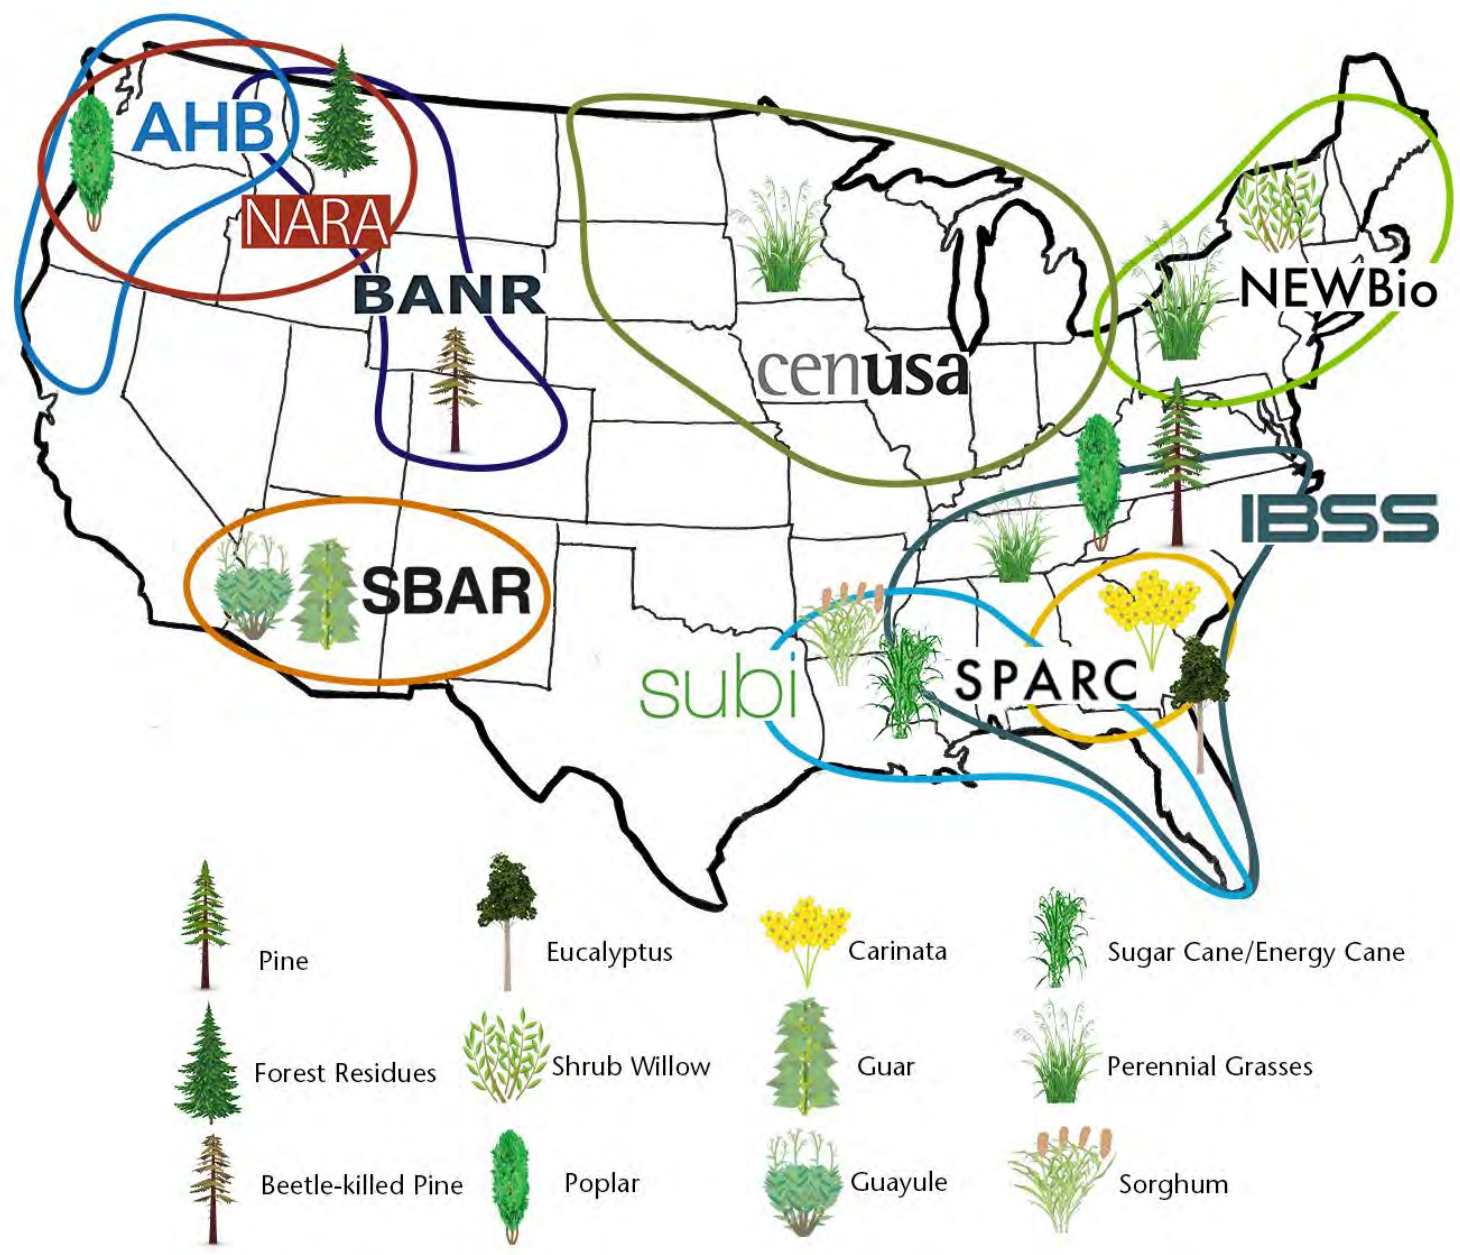 AHB
NARA
BANR
cenusa
NEWBio
IBSS
SBAR
subi
SPARC
Pine
Eucalyptus
Carinata
Sugar Cane/Energy Cane
Forest Residues
Shrub Willow
Guar
Perennial Grasses
Beetle-killed Pine
Poplar
Guayule
Sorghum